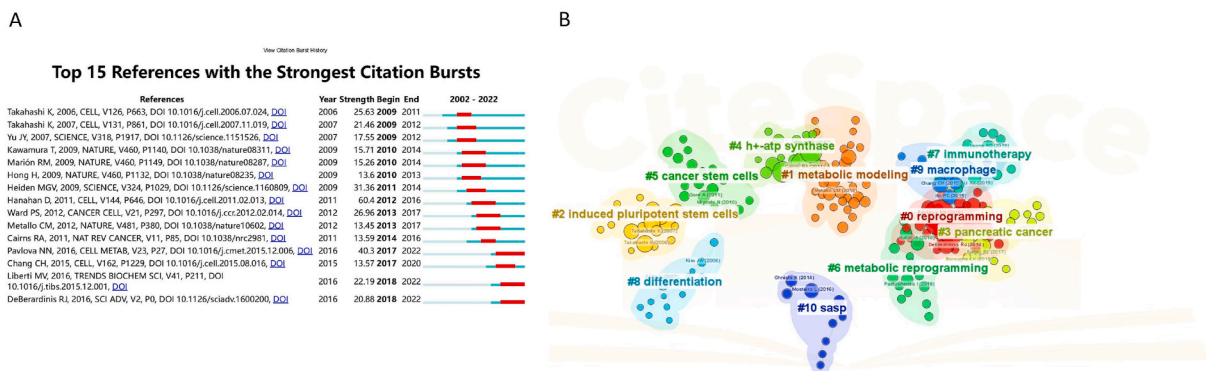 A
View Citation Burst History
Top 15 References with the Strongest Citation Bursts
References Year Strength Begin End 2002 - 2022
Takahashi K, 2006, CELL, V126, P663, DOI 10.1016/j.cell.2006.07.024, DOI 2006 25.63 2009 2011
Takahashi K, 2007, CELL, V131, P861, DOI 10.1016/j.cell.2007.11.019, DOI 2007 21.46 2009 2012
Yu JY, 2007, SCIENCE, V318, P1917, DOI 10.1126/science.1151526, DOI 2007 17.55 2009 2012
Kawamura T, 2009, NATURE, V460, P1140, DOI 10.1038/nature08311, DOI 2009 15.71 2010 2014
Marión RM, 2009, NATURE, V460, P1149, DOI 10.1038/nature08287, DOI 2009 15.26 2010 2014
Hong H, 2009, NATURE, V460, P1132, DOI 10.1038/nature08235, DOI 2009 13.6 2010 2013
Heiden MGV, 2009, SCIENCE, V324, P1029, DOI 10.1126/science.1160809, DOI 2009 31.36 2011 2014
Hanahan D, 2011, CELL, V144, P646, DOI 10.1016/j.cell.2011.02.013, DOI 2011 60.4 2012 2016
Ward PS, 2012, CANCER CELL, V21, P297, DOI 10.1016/j.ccr.2012.02.014, DOI 2012 26.96 2013 2017
Metallo CM, 2012, NATURE, V481, P380, DOI 10.1038/nature10602, DOI 2012 13.45 2013 2017
Cairns RA, 2011, NAT REV CANCER, V11, P85, DOI 10.1038/nrc2981, DOI 2011 13.59 2014 2016
Pavlova NN, 2016, CELL METAB, V23, P27, DOI 10.1016/j.cmet.2015.12.006, DOI 2016 40.3 2017 2022
Chang CH, 2015, CELL, V162, P1229, DOI 10.1016/j.cell.2015.08.016, DOI 2015 13.57 2017 2020
Liberti MV, 2016, TRENDS BIOCHEM SCI, V41, P211, DOI
10.1016/j.tibs.2015.12.001, DOI 2016 22.19 2018 2022
DeBerardinis RJ, 2016, SCI ADV, V2, P0, DOI 10.1126/sciadv.1600200, DOI 2016 20.88 2018 2022
B
CiteSpace
#4 h+-atp synthase
#7 immunotherapy
#5 cancer stem cells
#1 metabolic modeling
#9 macrophage
#2 induced pluripotent stem cells
#0 reprogramming
#3 pancreatic cancer
#6 metabolic reprogramming
#8 differentiation
#10 sasp